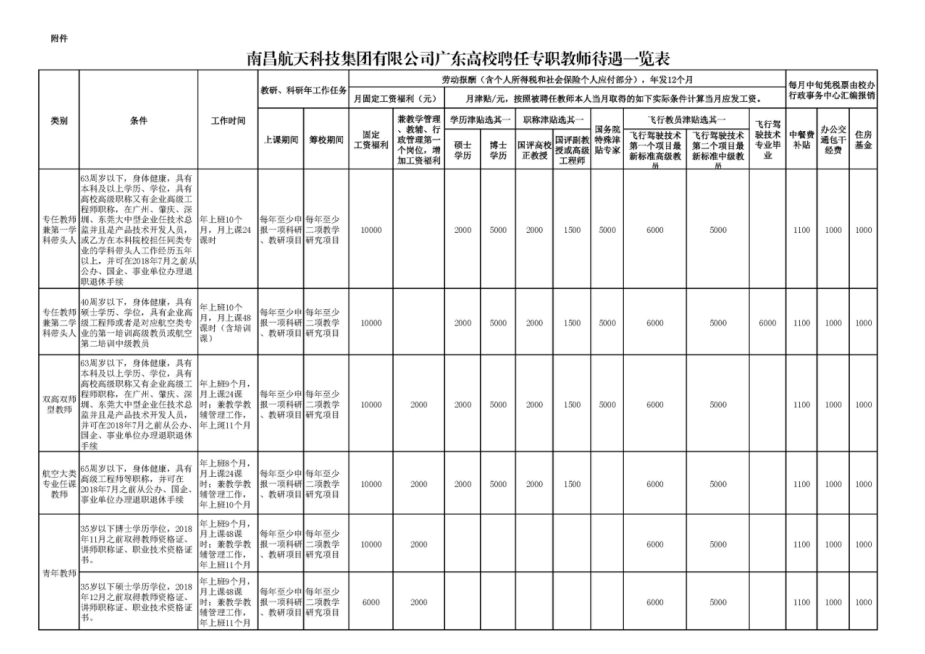 附件
南昌航天科技集团有限公司广东高校聘任专职教师待遇一览表
类别
条件
工作时间
教研、科研年工作任务
劳动报酬（含个人所得税和社会保险个人应付部分），年发12个月
每月中旬凭税票由校办
行政事务中心汇编报销
月固定工资福利（元）
月津贴/元，按照被聘任教师本人当月取得的如下实际条件计算当月应发工资。
上课期间
筹校期间
固定
工资福利
兼教学管理
、教辅、行
政管理第一
个岗位，增
加工资福利
学历津贴选其一
职称津贴选其一
国务院
特殊津
贴专家
飞行教员津贴选其一
飞行驾
驶技术
专业毕
业
中餐费
补贴
办公交
通包干
经费
住房
基金
硕士
学历
博士
学历
国评高校
正教授
国评副教
授或高级
工程师
飞行驾驶技术
第一个项目最
新标准高级教
员
飞行驾驶技术
第二个项目最
新标准中级教
员
专任教师
兼第一学
科带头人
63周岁以下，身体健康，具有
本科及以上学历、学位，具有
高校高级职称又有企业高级工
程师职称，在广州、肇庆、深
圳、东莞大中型企业任技术总
监并且是产品技术开发人员，
或乙方在本科院校担任同类专
业的学科带头人工作经历五年
以上，并可在2018年7月之前从
公办、国企、事业单位办理退
职退休手续
年上班10个
月，月上课24
课时
每年至少申
报一项科研
、教研项目
每年至少
二项教学
研究项目
10000
2000
5000
2000
1500
5000
6000
5000
1100
1000
1000
专任教师
兼第二学
科带头人
40周岁以下，身体健康，具有
硕士学历、学位，具有企业高
级工程师或者是对应航空类专
业的第一培训高级教员或航空
第二培训中级教员
年上班10个
月，月上课48
课时（含培训
课）
每年至少申
报一项科研
、教研项目
每年至少
二项教学
研究项目
10000
2000
5000
2000
1500
5000
6000
5000
6000
1100
1000
1000
双高双师
型教师
63周岁以下，身体健康，具有
本科及以上学历、学位，具有
高校高级职称又有企业高级工
程师职称，在广州、肇庆、深
圳、东莞大中型企业任技术总
监并且是产品技术开发人员，
并可在2018年7月之前从公办、
国企、事业单位办理退职退休
手续
年上班9个月，
月上课24课
时；兼教学教
辅管理工作，
年上班11个月
每年至少申
报一项科研
、教研项目
每年至少
二项教学
研究项目
10000
2000
2000
5000
2000
1500
5000
6000
5000
1100
1000
1000
航空大类
专业任课
教师
65周岁以下，身体健康，具有
高级工程师等职称，并可在
2018年7月之前从公办、国企、
事业单位办理退职退休手续
年上班8个月，
月上课24课
时；兼教学教
辅管理工作，
年上班10个月
每年至少申
报一项科研
、教研项目
每年至少
二项教学
研究项目
10000
2000
2000
5000
2000
1500
6000
5000
1100
1000
1000
青年教师
35岁以下博士学历学位，2018
年11月之前取得教师资格证、
讲师职称证、职业技术资格证
书。
年上班9个月，
月上课48课
时；兼教学教
辅管理工作，
年上班11个月
每年至少申
报一项科研
、教研项目
每年至少
二项教学
研究项目
10000
2000
6000
5000
1100
1000
1000
35岁以下硕士学历学位，2018
年12月之前取得教师资格证、
讲师职称证、职业技术资格证
书。
年上班9个月，
月上课48课
时；兼教学教
辅管理工作，
年上班11个月
每年至少申
报一项科研
、教研项目
每年至少
二项教学
研究项目
6000
2000
6000
5000
1100
1000
1000